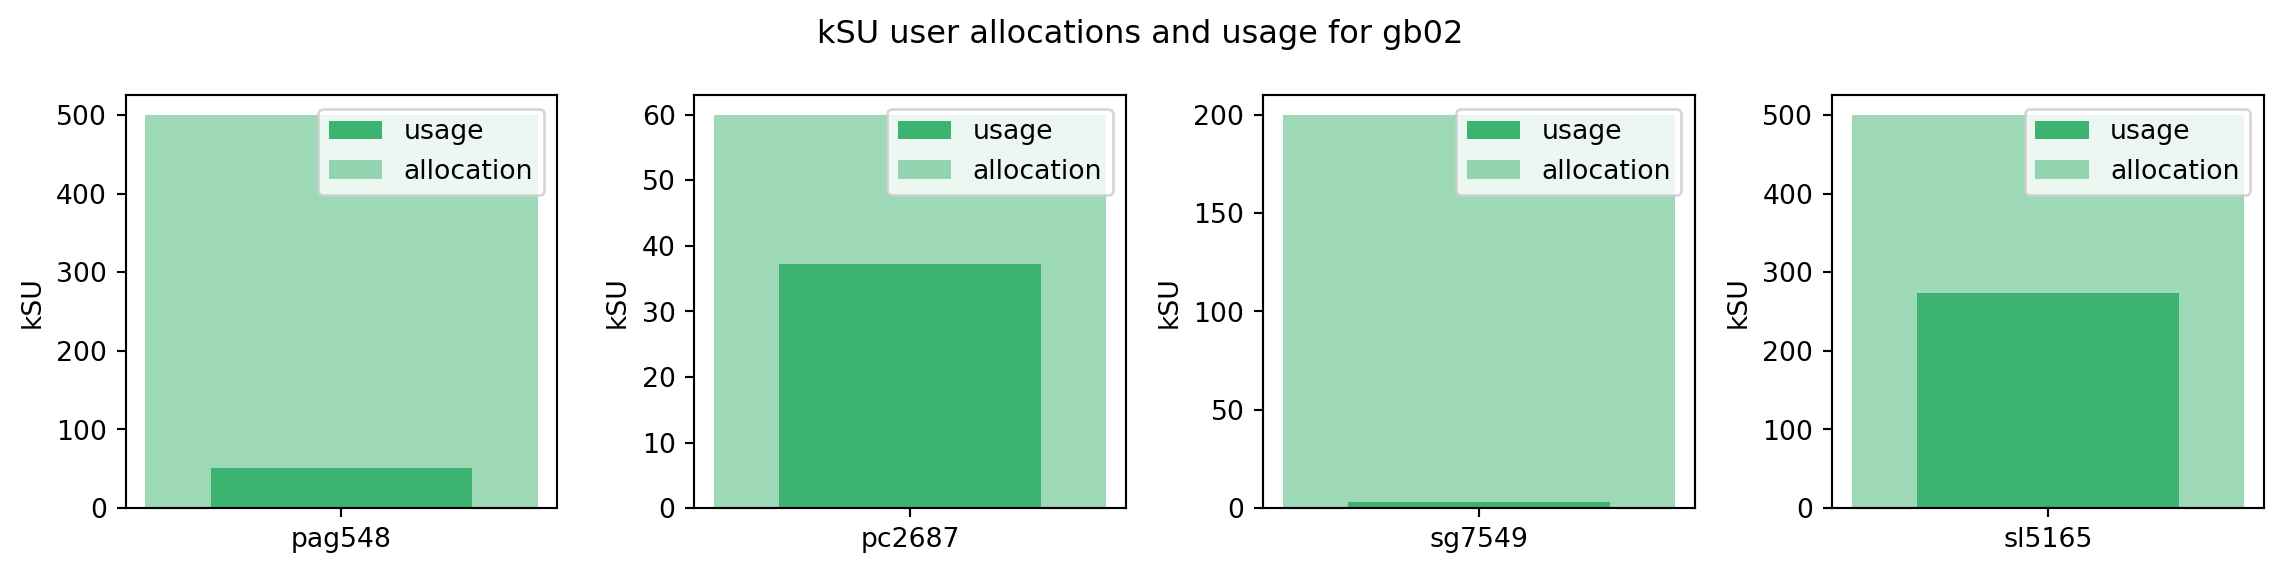 kSU user allocations and usage for gb02
kSU
500
400
300
200
100
0
usage
allocation
pag548
kSU
60
50
40
30
20
10
0
usage
allocation
pc2687
kSU
200
150
100
50
0
usage
allocation
sg7549
kSU
500
400
300
200
100
0
usage
allocation
sl5165